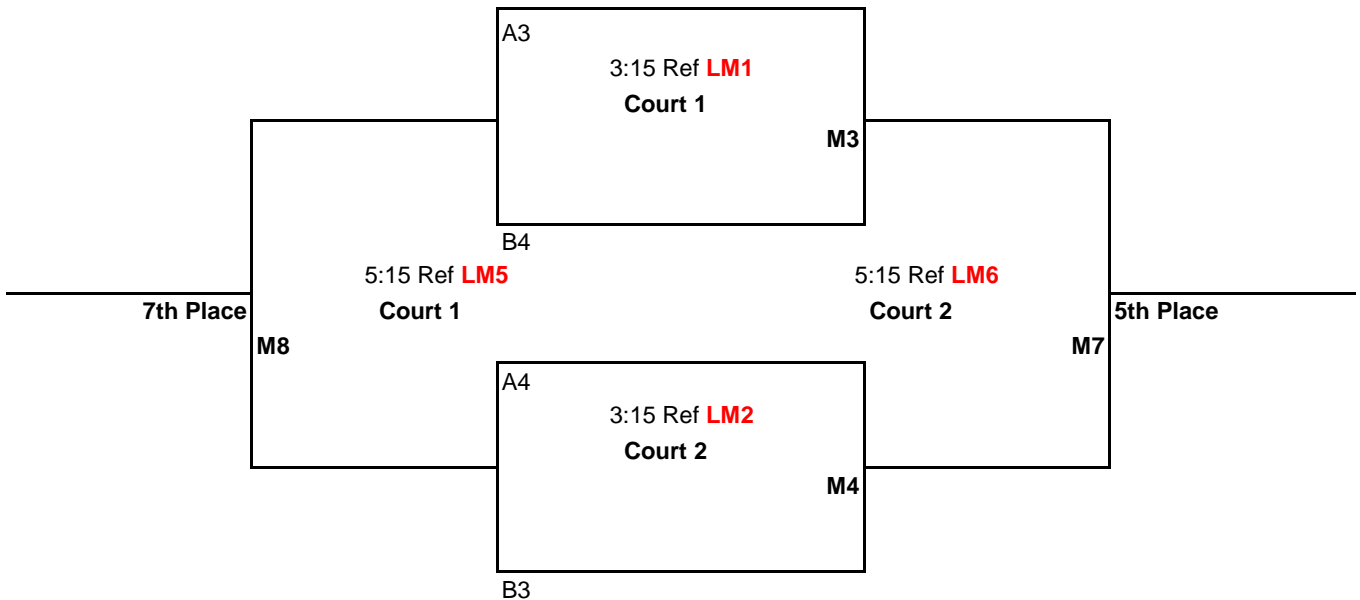 A3
3:15 Ref LM1
Court 1
M3
B4
5:15 Ref LM5
5:15 Ref LM6
7th Place
Court 1
Court 2
5th Place
M8
M7
A4
3:15 Ref LM2
Court 2
M4
B3